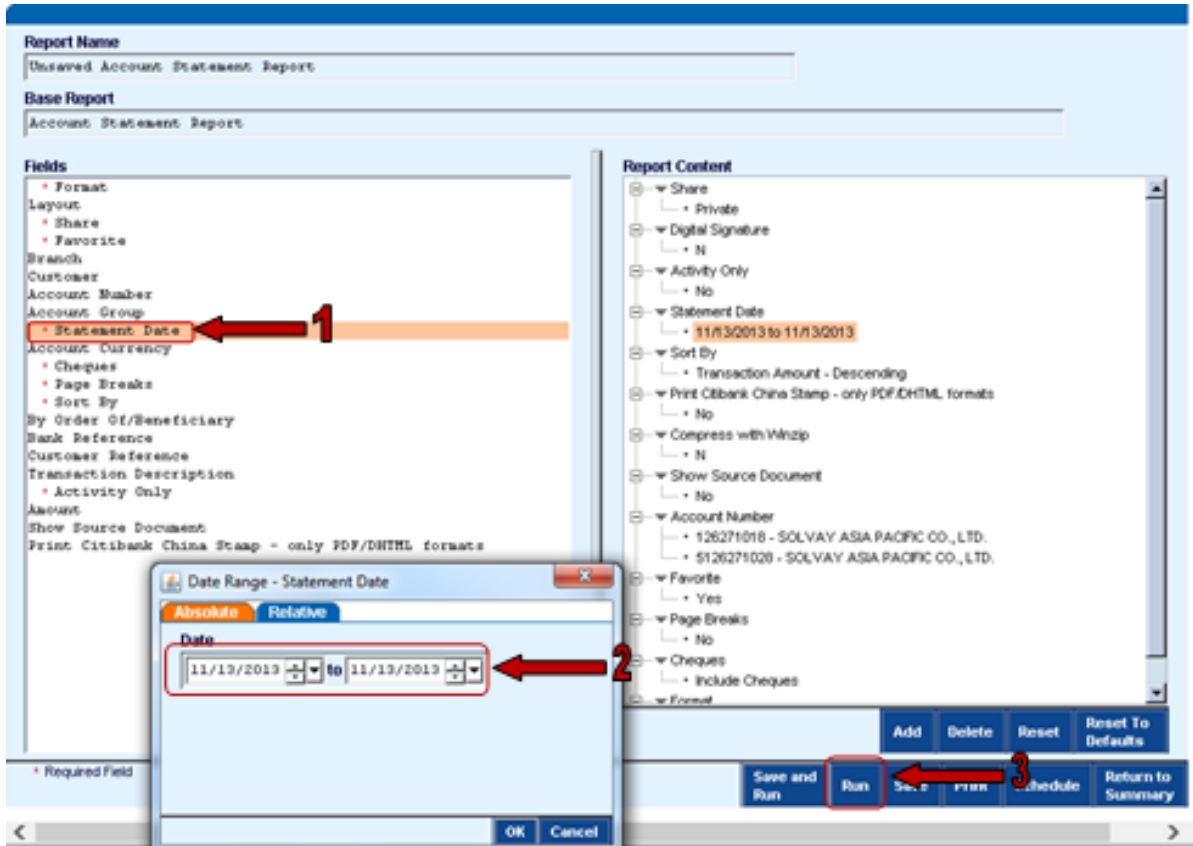 Report Name
Unsaved Account Statement Report
Base Report
Account Statement Report
Fields
* Format
Layout
* Share
* Favorite
Branch
Customer
Account Number
Account Group
* Statement Date
1
Account Currency
* Cheques
* Page Breaks
* Sort By
By Order Of/Beneficiary
Bank Reference
Customer Reference
Transaction Description
* Activity Only
Amount
Show Source Document
Print Citibank China Stamp - only PDF/DHTML formats
Report Content
Share
Private
Digital Signature
N
Activity Only
No
Statement Date
11/13/2013 to 11/13/2013
Sort By
Transaction Amount - Descending
Print Citibank China Stamp - only PDF/DHTML formats
No
Compress with Winzip
N
Show Source Document
No
Account Number
126271018 - SOLVAY ASIA PACIFIC CO., LTD.
5126271028 - SOLVAY ASIA PACIFIC CO., LTD.
Favorite
Yes
Page Breaks
No
Cheques
Include Cheques
Format
Date Range - Statement Date
Absolute Relative
Date
11/13/2013 to 11/13/2013
2
OK Cancel
Add Delete Reset Reset To Defaults
3
* Required Field
Save and Run Run Save Print Schedule Return to Summary